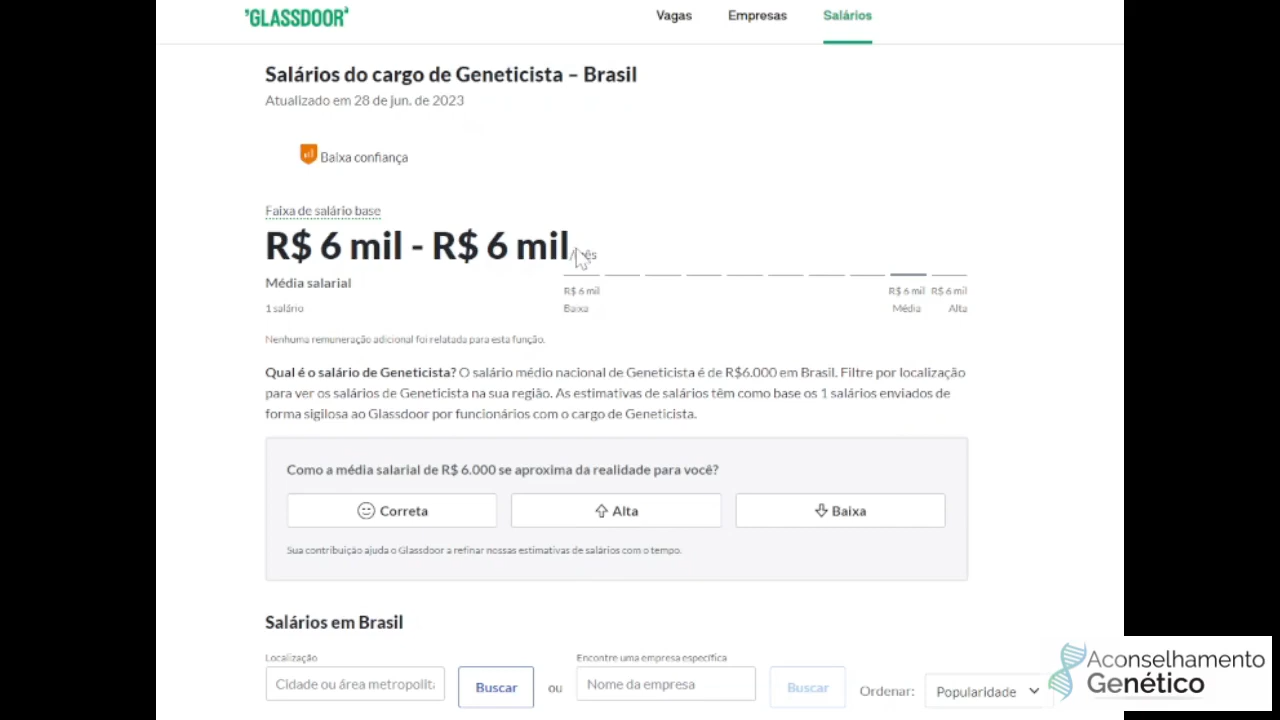 GLASSDOOR
Vagas Empresas Salários
Salários do cargo de Geneticista – Brasil
Atualizado em 28 de jun. de 2023
Baixa confiança
Faixa de salário base
R$ 6 mil - R$ 6 mil
Média salarial
R$ 6 mil R$ 6 mil R$ 6 mil
1 salário Baixa Média Alta
Nenhuma remuneração adicional foi relatada para esta função.
Qual é o salário de Geneticista? O salário médio nacional de Geneticista é de R$6.000 em Brasil. Filtre por localização
para ver os salários de Geneticista na sua região. As estimativas de salários têm como base os 1 salários enviados de
forma sigilosa ao Glassdoor por funcionários com o cargo de Geneticista.
Como a média salarial de R$ 6.000 se aproxima da realidade para você?
Correta Alta Baixa
Sua contribuição ajuda o Glassdoor a refinar nossas estimativas de salários com o tempo.
Salários em Brasil
Localização Encontre uma empresa específica
Cidade ou área Buscar ou Nome da empresa Buscar Ordenar: Popularidade
Aconselhamento
Genético